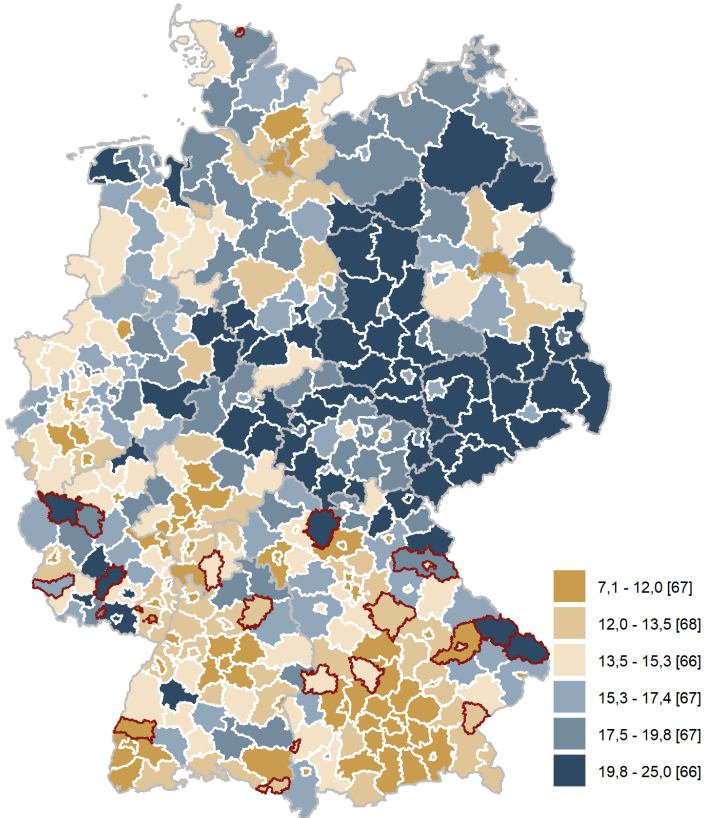 7,1 - 12,0 [67]
12,0 - 13,5 [68]
13,5 - 15,3 [66]
15,3 - 17,4 [67]
17,5 - 19,8 [67]
19,8 - 25,0 [66]